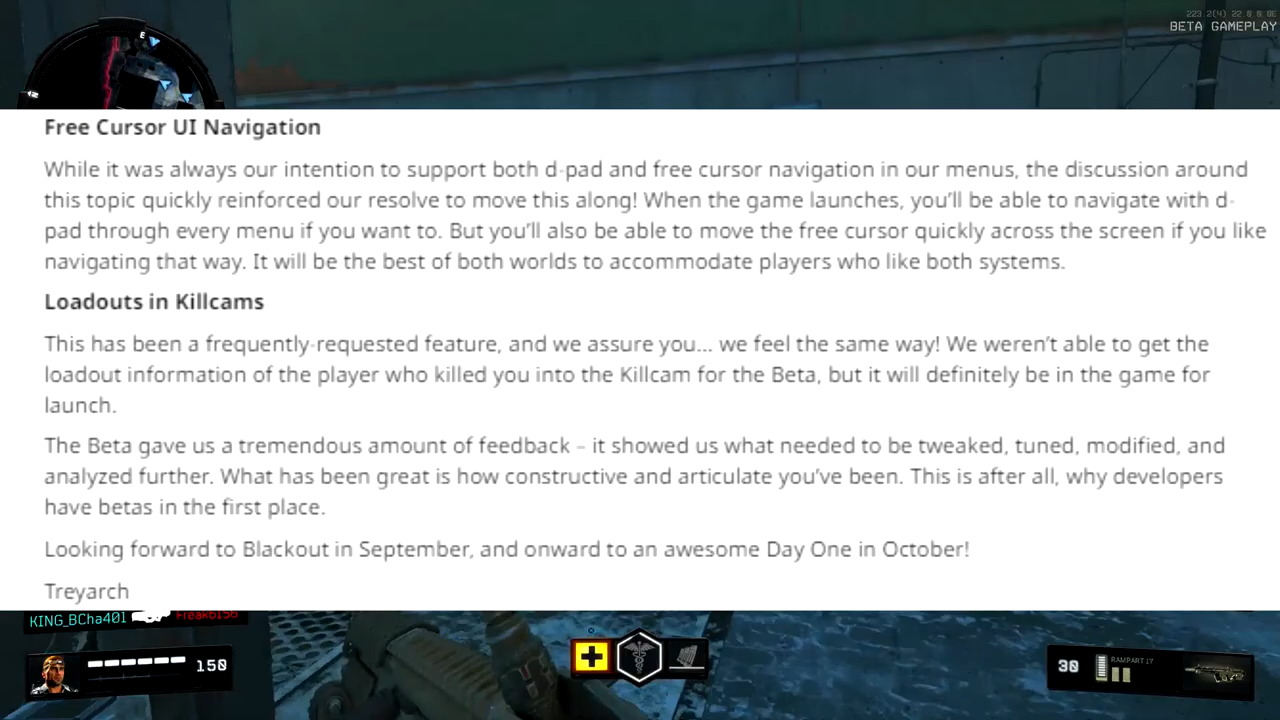 BETA GAMEPLAY
E
Free Cursor UI Navigation
While it was always our intention to support both d-pad and free cursor navigation in our menus, the discussion around
this topic quickly reinforced our resolve to move this along! When the game launches, you’ll be able to navigate with d-
pad through every menu if you want to. But you’ll also be able to move the free cursor quickly across the screen if you like
navigating that way. It will be the best of both worlds to accommodate players who like both systems.
Loadouts in Killcams
This has been a frequently-requested feature, and we assure you... we feel the same way! We weren’t able to get the
loadout information of the player who killed you into the Killcam for the Beta, but it will definitely be in the game for
launch.
The Beta gave us a tremendous amount of feedback – it showed us what needed to be tweaked, tuned, modified, and
analyzed further. What has been great is how constructive and articulate you’ve been. This is after all, why developers
have betas in the first place.
Looking forward to Blackout in September, and onward to an awesome Day One in October!
Treyarch
KING_BCha401 Freak6156
150
30 RAMPART 17